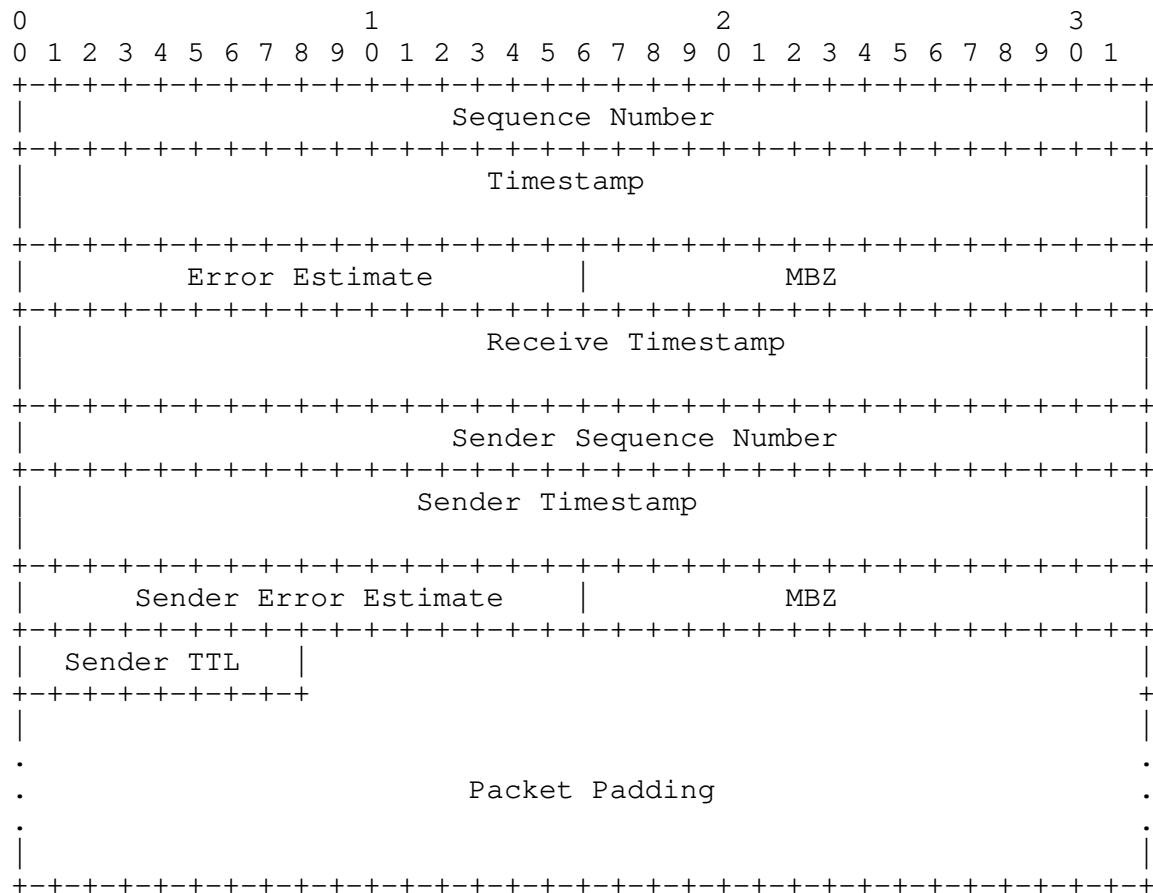 0                   1                   2                   3
0 1 2 3 4 5 6 7 8 9 0 1 2 3 4 5 6 7 8 9 0 1 2 3 4 5 6 7 8 9 0 1
+-+-+-+-+-+-+-+-+-+-+-+-+-+-+-+-+-+-+-+-+-+-+-+-+-+-+-+-+-+-+-+-+
|                        Sequence Number                        |
+-+-+-+-+-+-+-+-+-+-+-+-+-+-+-+-+-+-+-+-+-+-+-+-+-+-+-+-+-+-+-+-+
|                          Timestamp                            |
|                                                               |
+-+-+-+-+-+-+-+-+-+-+-+-+-+-+-+-+-+-+-+-+-+-+-+-+-+-+-+-+-+-+-+-+
|         Error Estimate        |           MBZ                 |
+-+-+-+-+-+-+-+-+-+-+-+-+-+-+-+-+-+-+-+-+-+-+-+-+-+-+-+-+-+-+-+-+
|                          Receive Timestamp                    |
|                                                               |
+-+-+-+-+-+-+-+-+-+-+-+-+-+-+-+-+-+-+-+-+-+-+-+-+-+-+-+-+-+-+-+-+
|                        Sender Sequence Number                 |
+-+-+-+-+-+-+-+-+-+-+-+-+-+-+-+-+-+-+-+-+-+-+-+-+-+-+-+-+-+-+-+-+
|                      Sender Timestamp                         |
|                                                               |
+-+-+-+-+-+-+-+-+-+-+-+-+-+-+-+-+-+-+-+-+-+-+-+-+-+-+-+-+-+-+-+-+
|      Sender Error Estimate    |           MBZ                 |
+-+-+-+-+-+-+-+-+-+-+-+-+-+-+-+-+-+-+-+-+-+-+-+-+-+-+-+-+-+-+-+-+
|  Sender TTL   |                                               |
+-+-+-+-+-+-+-+-+                                               +
|                                                               |
.                                                               .
.                         Packet Padding                        .
.                                                               .
|                                                               |
+-+-+-+-+-+-+-+-+-+-+-+-+-+-+-+-+-+-+-+-+-+-+-+-+-+-+-+-+-+-+-+-+